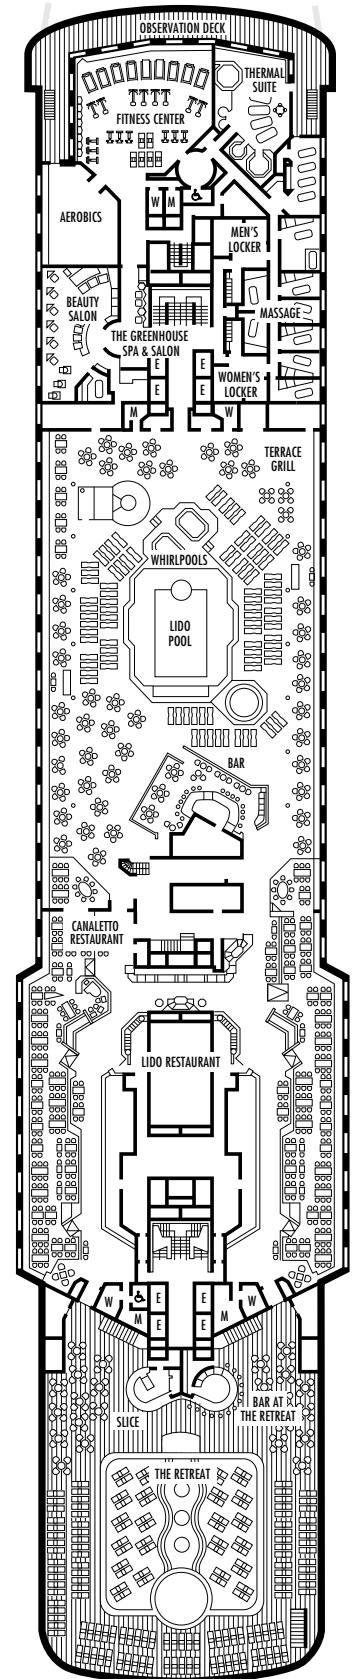 OBSERVATION DECK
THERMAL
SUITE
FITNESS CENTER
W M
AEROBICS
MEN'S
LOCKER
BEAUTY
SALON
MASSAGE
THE GREENHOUSE
SPA & SALON
E E
WOMEN'S
LOCKER
E E
M W
TERRACE
GRILL
WHIRLPOOLS
LIDO
POOL
BAR
CANALETTO
RESTAURANT
LIDO RESTAURANT
W E E W
M E E M
SLICE
BAR AT
THE RETREAT
THE RETREAT